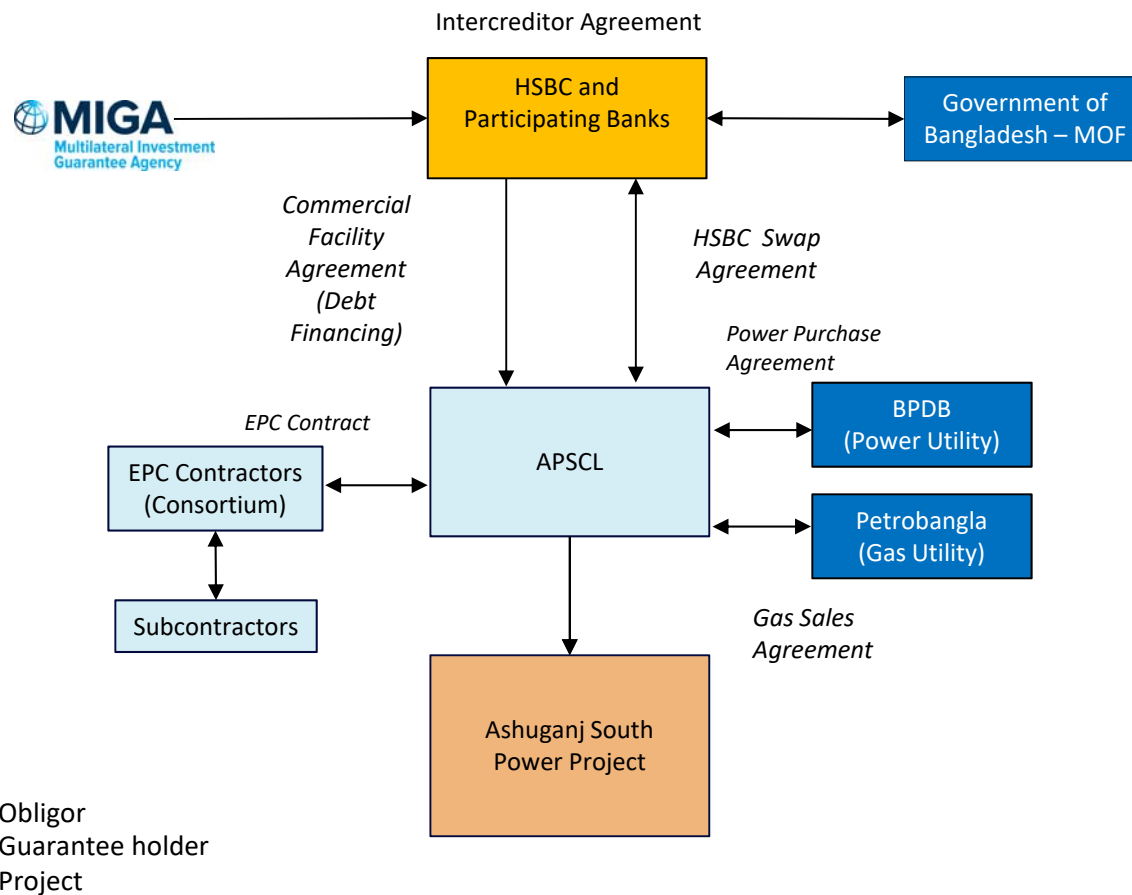 Intercreditor Agreement
HSBC and
Participating Banks
MIGA
Multilateral Investment
Guarantee Agency
Government of
Bangladesh – MOF
Commercial
Facility
Agreement
(Debt
Financing)
HSBC Swap
Agreement
Power Purchase
Agreement
EPC Contract
EPC Contractors
(Consortium)
APSCL
BPDB
(Power Utility)
Petrobangla
(Gas Utility)
Subcontractors
Gas Sales
Agreement
Ashuganj South
Power Project
Obligor
Guarantee holder
Project